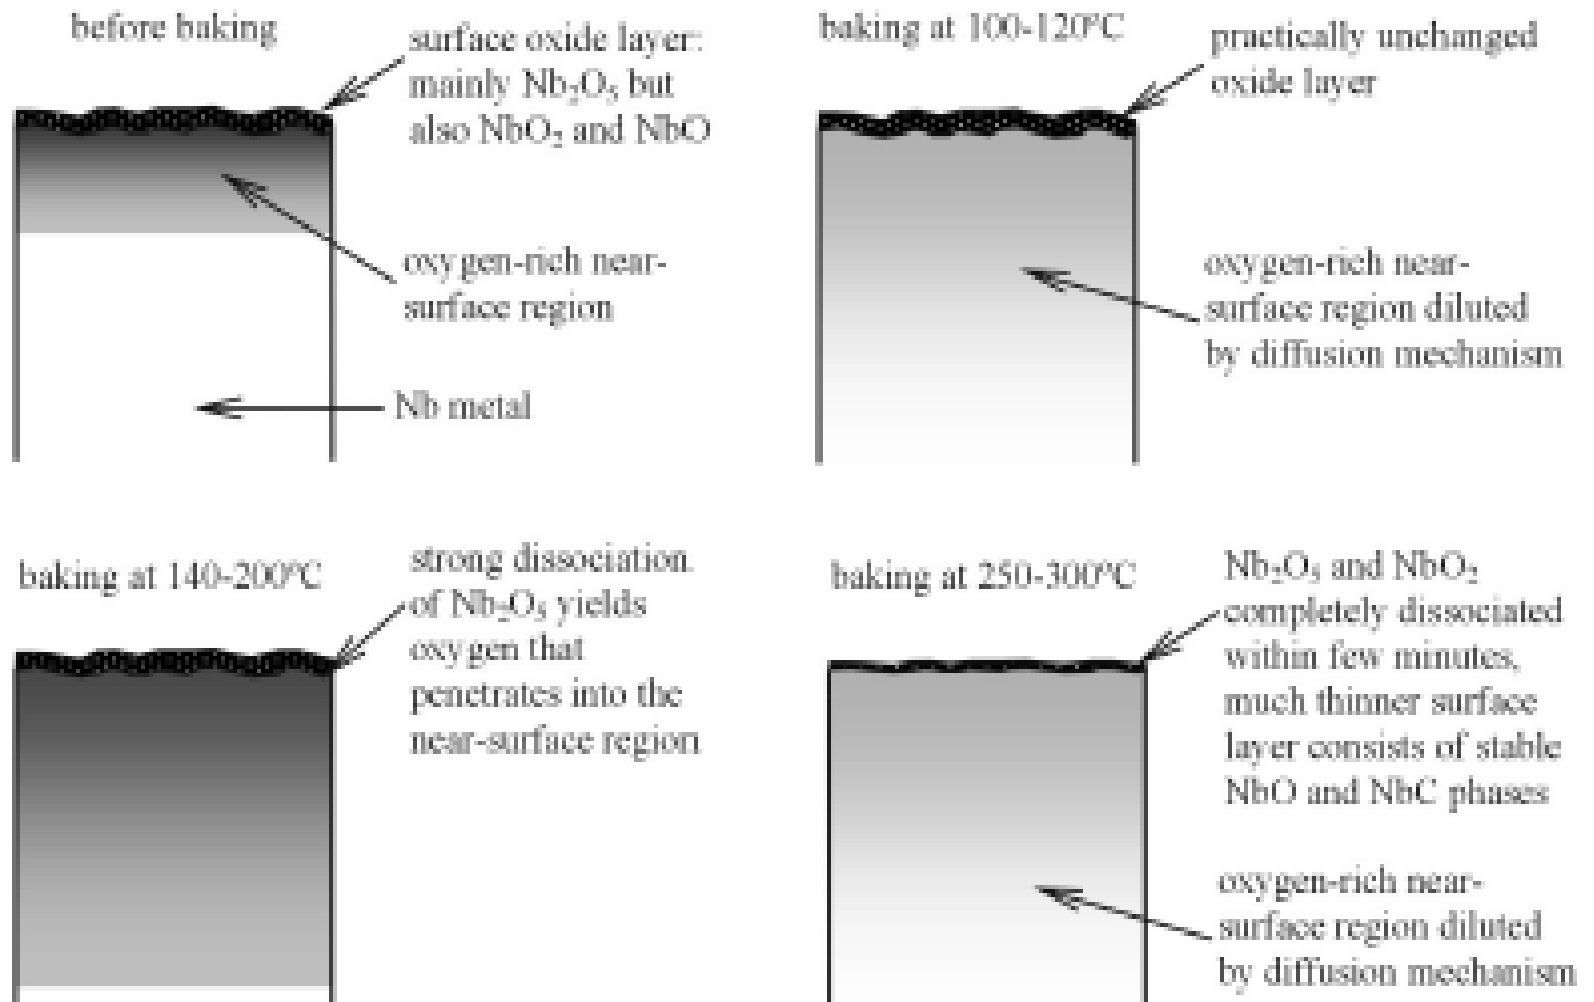 before baking
surface oxide layer:
mainly Nb₂O₅ but
also NbO₂ and NbO
oxygen-rich near-
surface region
Nb metal
baking at 100-120ºC
practically unchanged
oxide layer
oxygen-rich near-
surface region diluted
by diffusion mechanism
baking at 140-200ºC
strong dissociation
of Nb₂O₅ yields
oxygen that
penetrates into the
near-surface region
baking at 250-300ºC
Nb₂O₅ and NbO₂
completely dissociated
within few minutes,
much thinner surface
layer consists of stable
NbO and NbC phases
oxygen-rich near-
surface region diluted
by diffusion mechanism